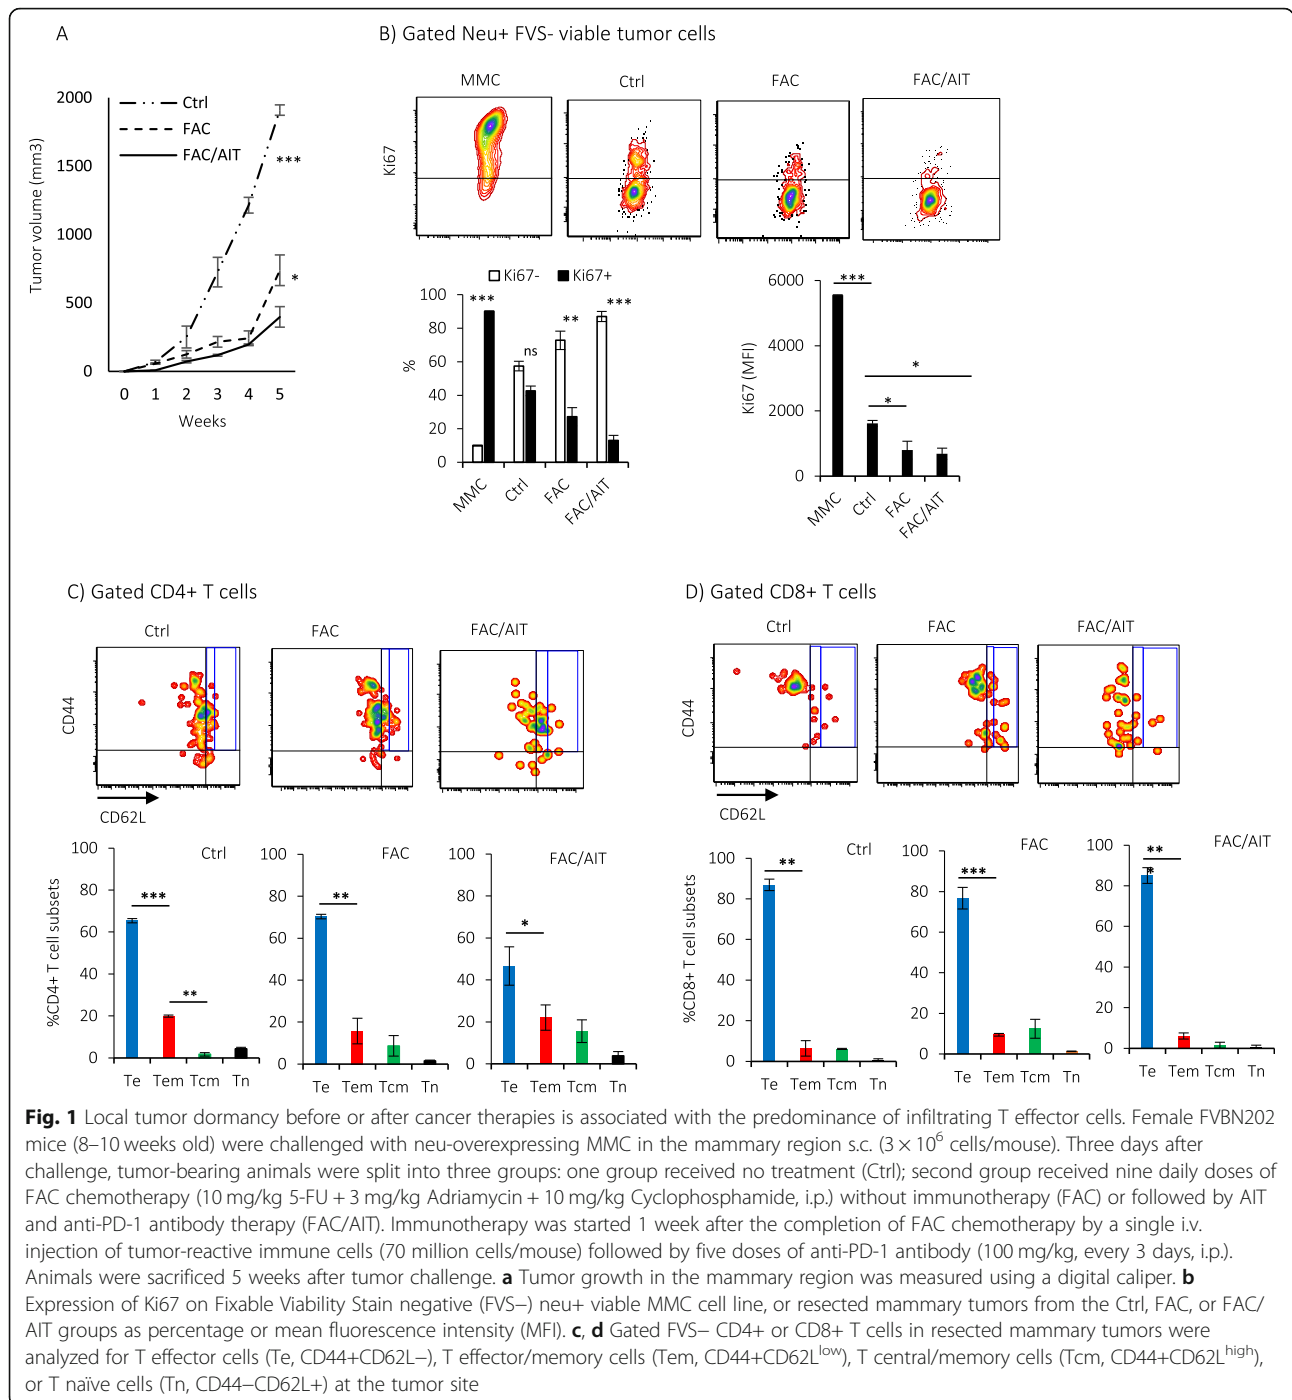 A
B) Gated Neu+ FVS- viable tumor cells
Tumor volume (mm3)
2000
1500
1000
500
0
0 1 2 3 4 5
Weeks
Ctrl
FAC
FAC/AIT
***
*
MMC Ctrl FAC FAC/AIT
Ki67
Ki67- Ki67+
%
100
80
60
40
20
0
*** ns ** ***
MMC Ctrl FAC FAC/AIT
Ki67 (MFI)
6000
4000
2000
0
***
*
*
MMC Ctrl FAC FAC/AIT
C) Gated CD4+ T cells
Ctrl FAC FAC/AIT
CD44
CD62L
%CD4+ T cell subsets
Ctrl
100
80
60
40
20
0
***
**
Te Tem Tcm Tn
FAC
100
80
60
40
20
0
**
Te Tem Tcm Tn
FAC/AIT
100
80
60
40
20
0
*
Te Tem Tcm Tn
D) Gated CD8+ T cells
Ctrl FAC FAC/AIT
CD44
CD62L
%CD8+ T cell subsets
Ctrl
100
80
60
40
20
0
**
Te Tem Tcm Tn
FAC
100
80
60
40
20
0
***
Te Tem Tcm Tn
FAC/AIT
100
80
60
40
20
0
**
*
Te Tem Tcm Tn
Fig. 1 Local tumor dormancy before or after cancer therapies is associated with the predominance of infiltrating T effector cells. Female FVBN202
mice (8–10 weeks old) were challenged with neu-overexpressing MMC in the mammary region s.c. (3 × 10⁶ cells/mouse). Three days after
challenge, tumor-bearing animals were split into three groups: one group received no treatment (Ctrl); second group received nine daily doses of
FAC chemotherapy (10 mg/kg 5-FU + 3 mg/kg Adriamycin + 10 mg/kg Cyclophosphamide, i.p.) without immunotherapy (FAC) or followed by AIT
and anti-PD-1 antibody therapy (FAC/AIT). Immunotherapy was started 1 week after the completion of FAC chemotherapy by a single i.v.
injection of tumor-reactive immune cells (70 million cells/mouse) followed by five doses of anti-PD-1 antibody (100 mg/kg, every 3 days, i.p.).
Animals were sacrificed 5 weeks after tumor challenge. a Tumor growth in the mammary region was measured using a digital caliper. b
Expression of Ki67 on Fixable Viability Stain negative (FVS−) neu+ viable MMC cell line, or resected mammary tumors from the Ctrl, FAC, or FAC/
AIT groups as percentage or mean fluorescence intensity (MFI). c, d Gated FVS− CD4+ or CD8+ T cells in resected mammary tumors were
analyzed for T effector cells (Te, CD44+CD62L−), T effector/memory cells (Tem, CD44+CD62Llow), T central/memory cells (Tcm, CD44+CD62Lhigh),
or T naïve cells (Tn, CD44−CD62L+) at the tumor site